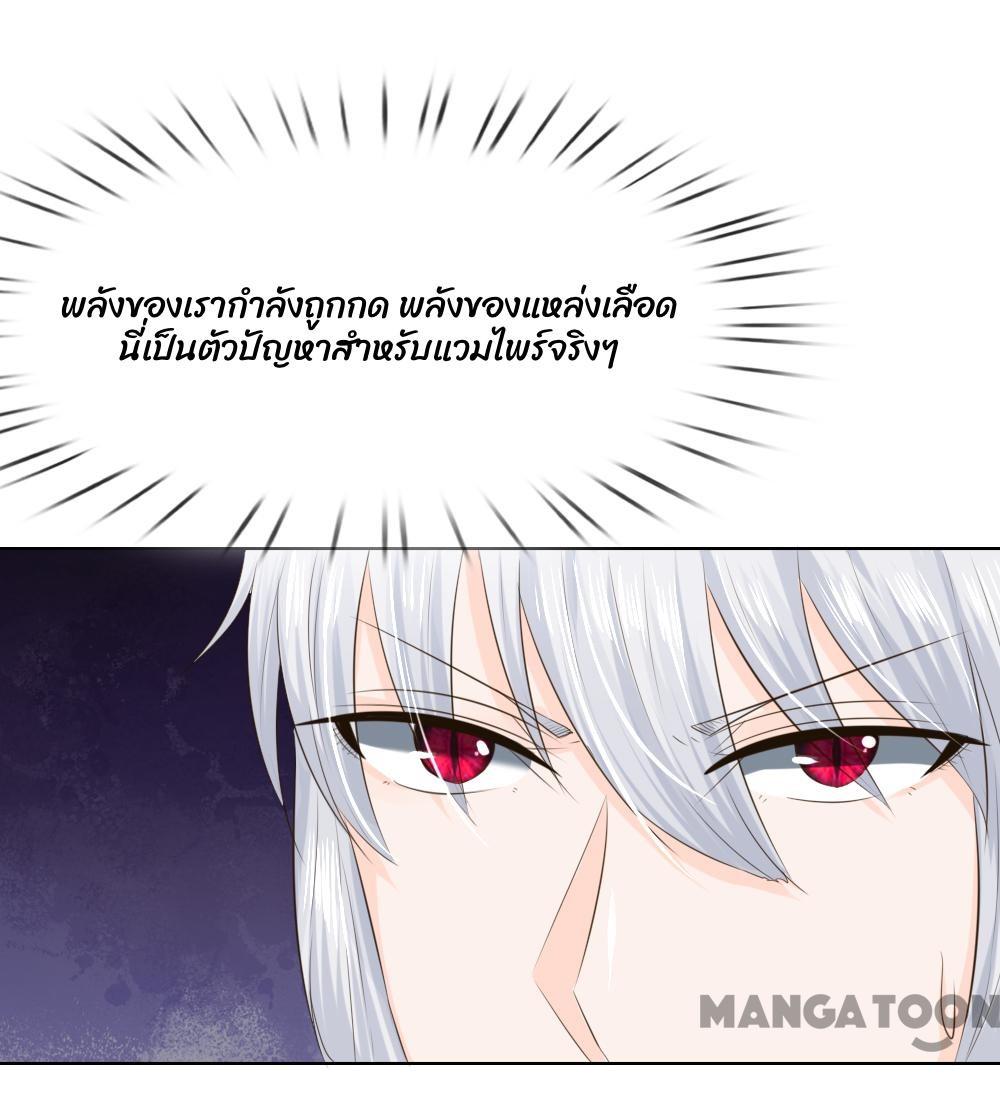 พลังของเรากำลังถูกกด พลังของแหล่งเลือด
นี่เป็นตัวปัญหาสำหรับแวมไพร์จริงๆ
MANGATOON